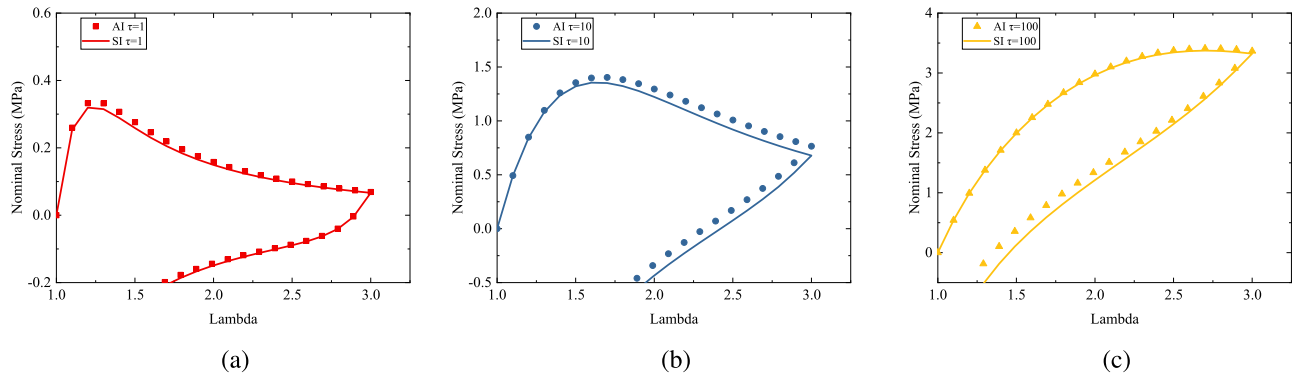 AI τ=1
SI τ=1
Nominal Stress (MPa)
0.6
0.4
0.2
0.0
-0.2
1.0 1.5 2.0 2.5 3.0
Lambda
(a)
AI τ=10
SI τ=10
Nominal Stress (MPa)
2.0
1.5
1.0
0.5
0.0
-0.5
1.0 1.5 2.0 2.5 3.0
Lambda
(b)
AI τ=100
SI τ=100
Nominal Stress (MPa)
4
3
2
1
0
1.0 1.5 2.0 2.5 3.0
Lambda
(c)